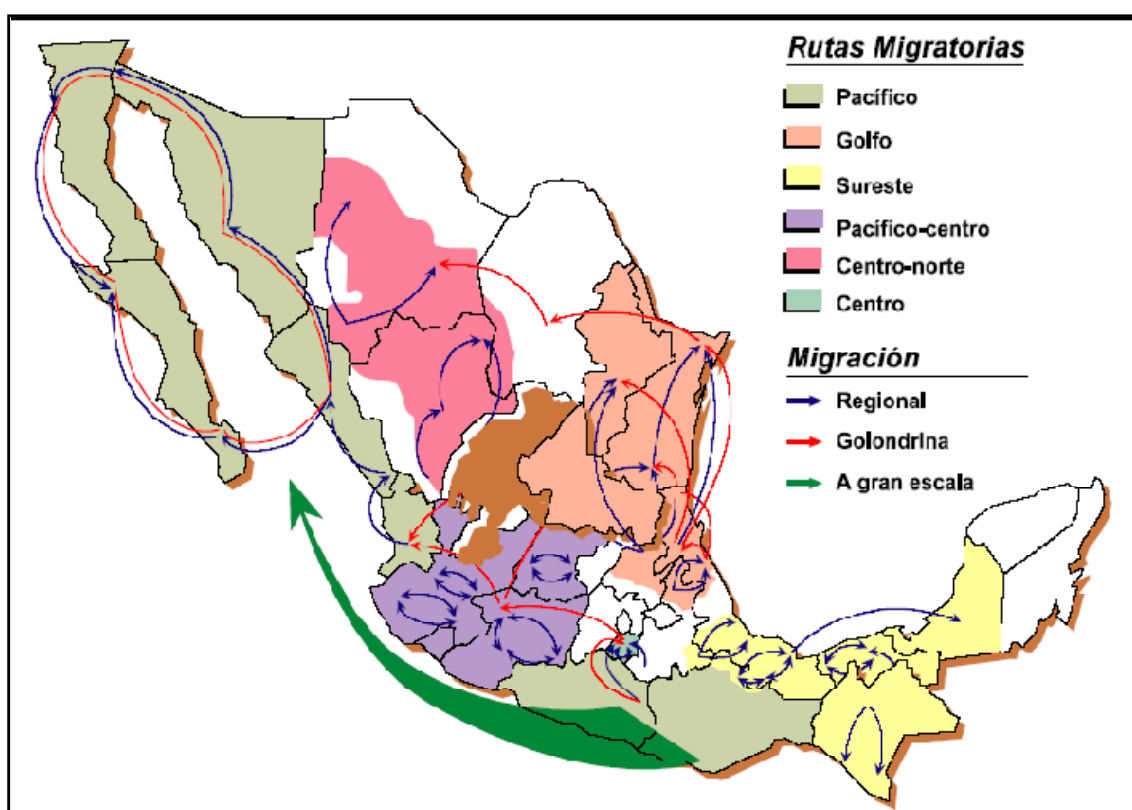 Rutas Migratorias
Pacífico
Golfo
Sureste
Pacífico-centro
Centro-norte
Centro
Migración
Regional
Golondrina
A gran escala